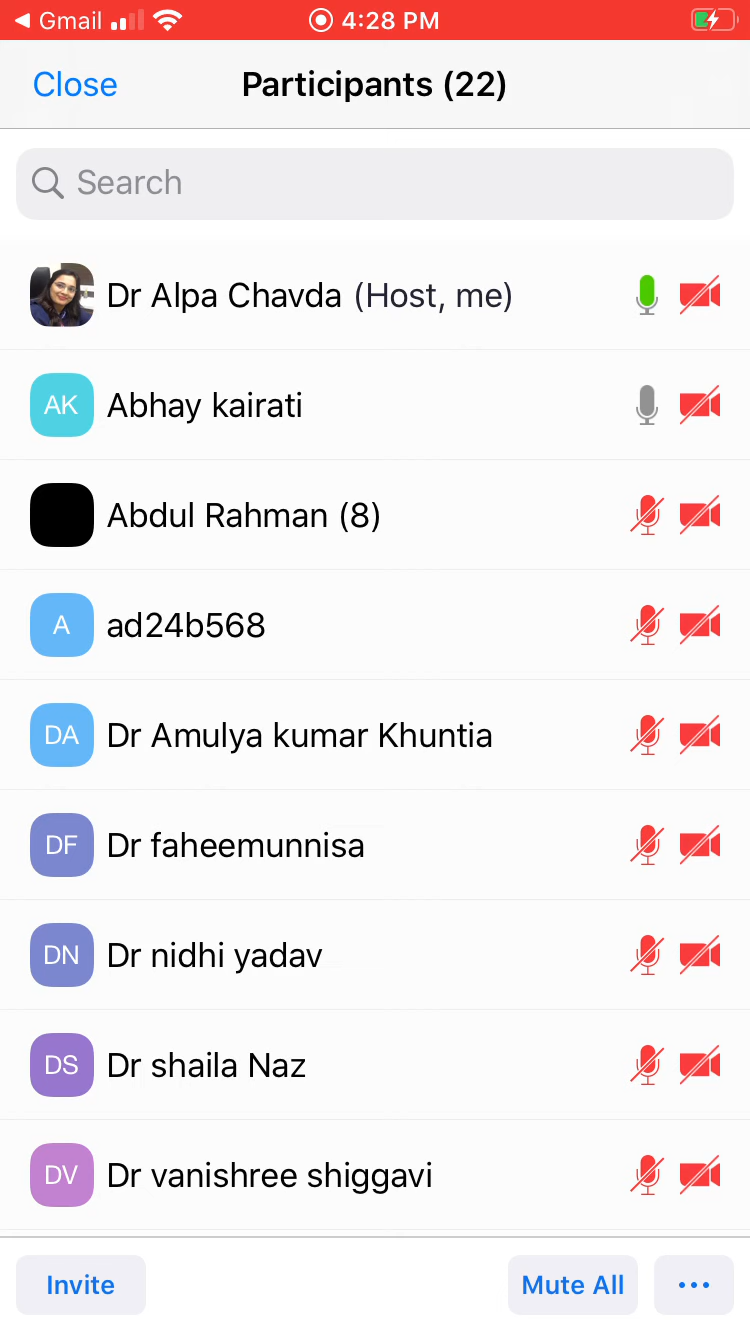 Gmail 4:28 PM
Close Participants (22)
Search
Dr Alpa Chavda (Host, me)
AK Abhay kairati
Abdul Rahman (8)
A ad24b568
DA Dr Amulya kumar Khuntia
DF Dr faheemunnisa
DN Dr nidhi yadav
DS Dr shaila Naz
DV Dr vanishree shiggavi
Invite Mute All ...